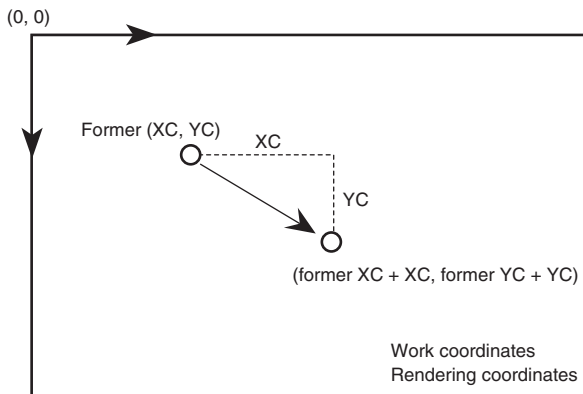 (0, 0)
Former (XC, YC)
XC
YC
(former XC + XC, former YC + YC)
Work coordinates
Rendering coordinates